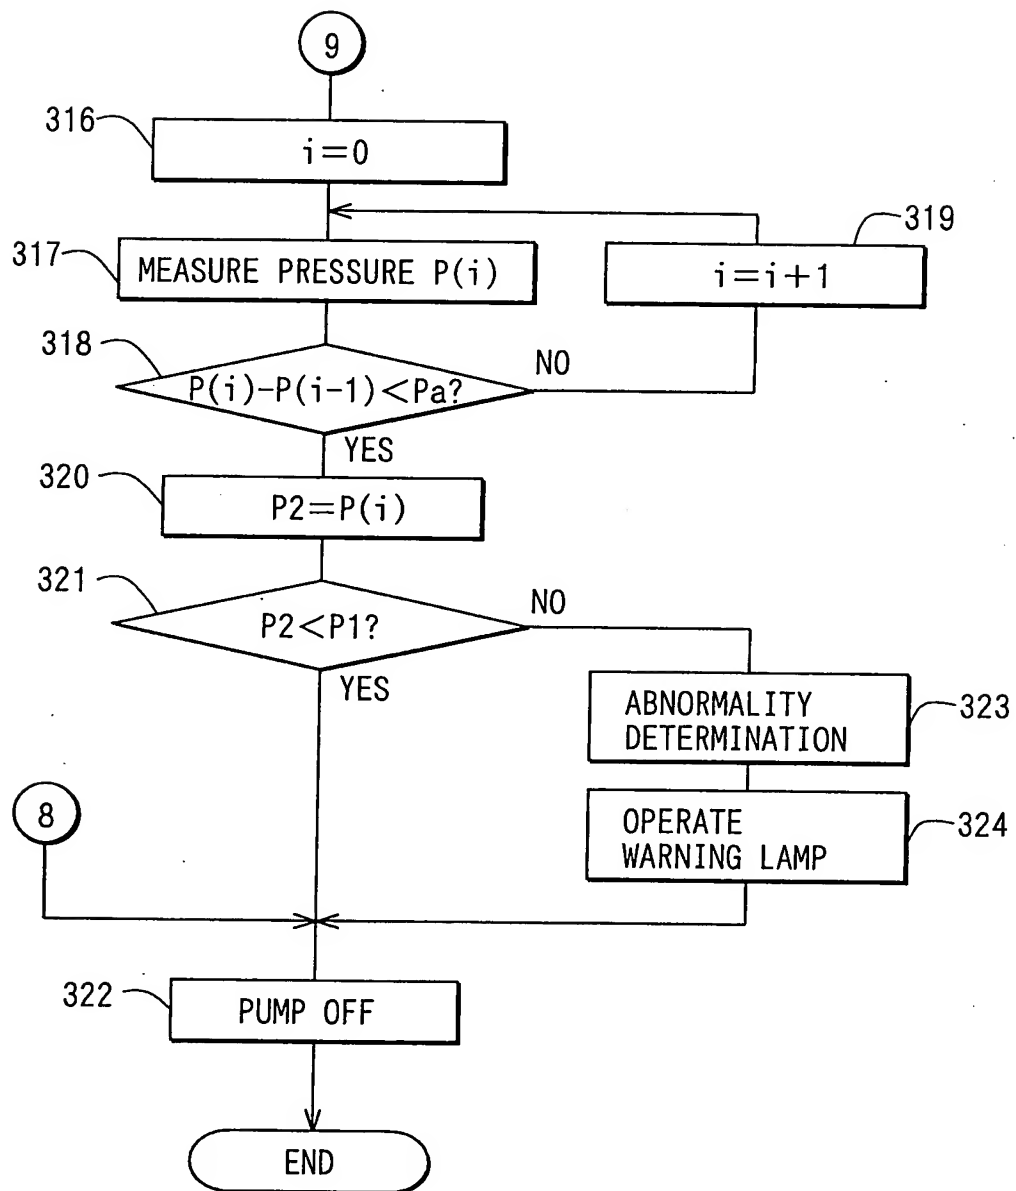 9
316
i=0
319
317
MEASURE PRESSURE P(i)
i=i+1
318
P(i)-P(i-1)<Pa?
NO
YES
320
P2=P(i)
321
P2<P1?
NO
YES
ABNORMALITY
DETERMINATION
323
8
OPERATE
WARNING LAMP
324
322
PUMP OFF
END